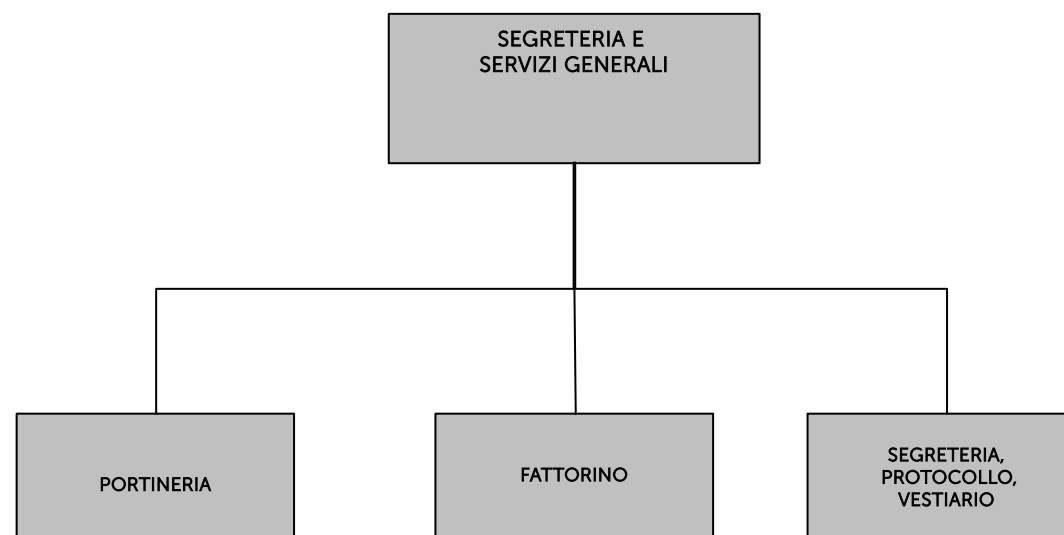 SEGRETERIA E
SERVIZI GENERALI
PORTINERIA
FATTORINO
SEGRETERIA,
PROTOCOLLO,
VESTIARIO